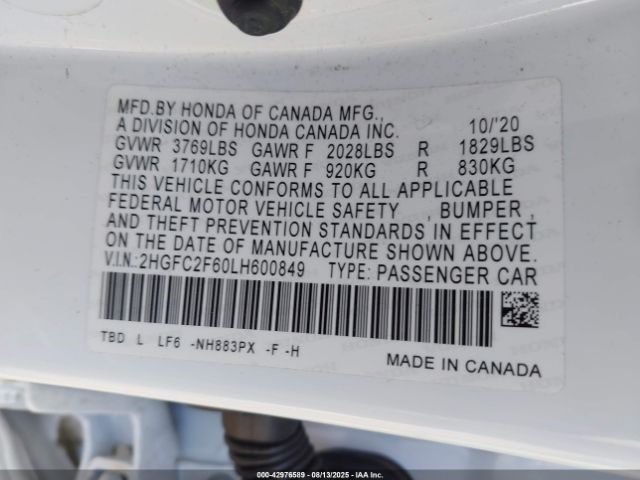 MFD.BY HONDA OF CANADA MFG.,
A DIVISION OF HONDA CANADA INC. 10/'20
GVWR 3769LBS GAWR F 2028LBS R 1829LBS
GVWR 1710KG GAWR F 920KG R 830KG
THIS VEHICLE CONFORMS TO ALL APPLICABLE
FEDERAL MOTOR VEHICLE SAFETY , BUMPER ,
AND THEFT PREVENTION STANDARDS IN EFFECT
ON THE DATE OF MANUFACTURE SHOWN ABOVE.
V.I.N.:2HGFC2F60LH600849 TYPE: PASSENGER CAR
TBD L LF6 -NH883PX -F -H
MADE IN CANADA
000-42976589 | 08/13/2025 | IAAI.com